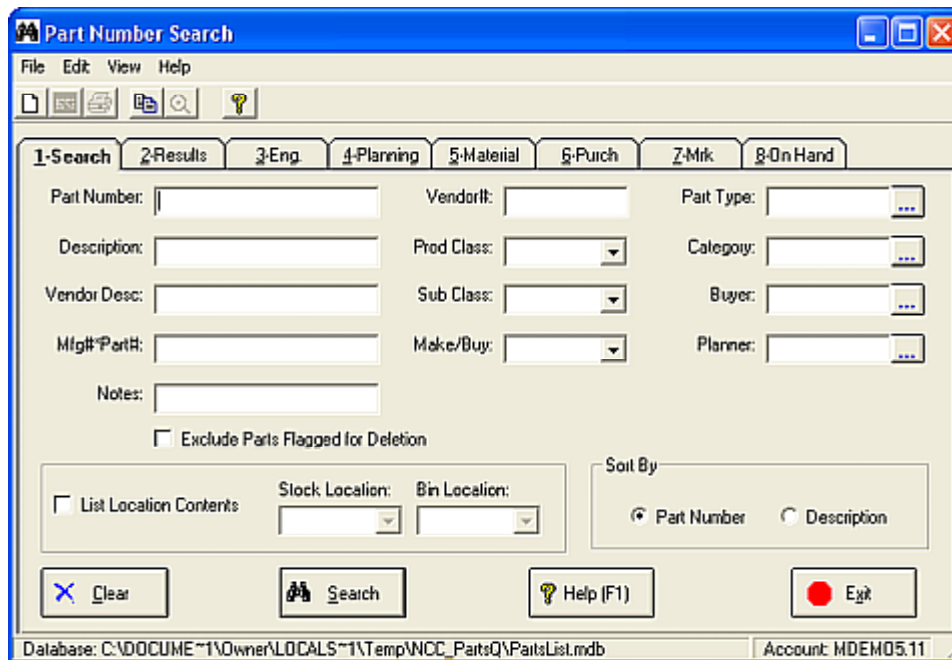 Part Number Search
File Edit View Help
1-Search 2-Results 3-Eng. 4-Planning 5-Material 6-Purch 7-Mrk 8-On Hand
Part Number: Vendor#: Part Type: ...
Description: Prod Class: Category: ...
Vendor Desc: Sub Class: Buyer: ...
Mfg#*Part#: Make/Buy: Planner: ...
Notes:
Exclude Parts Flagged for Deletion
Sort By
Stock Location: Bin Location:
List Location Contents
Part Number Description
Clear Search Help (F1) Exit
Database: C:\DOCUME~1\Owner\LOCALS~1\Temp\NCC_PartsQ\PartsList.mdb Account: MDEMO5.11